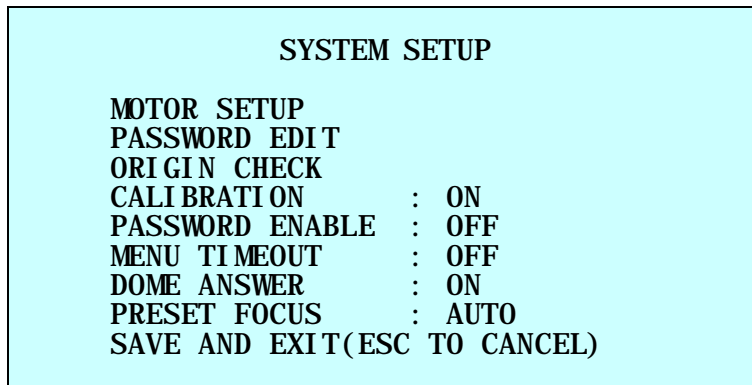 SYSTEM SETUP
MOTOR SETUP
PASSWORD EDIT
ORIGIN CHECK
CALIBRATION : ON
PASSWORD ENABLE : OFF
MENU TIMEOUT : OFF
DOME ANSWER : ON
PRESET FOCUS : AUTO
SAVE AND EXIT(ESC TO CANCEL)